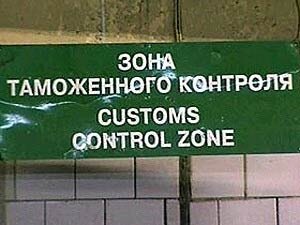 ЗОНА
ТАМОЖЕННОГО КОНТРОЛЯ
CUSTOMS
CONTROL ZONE